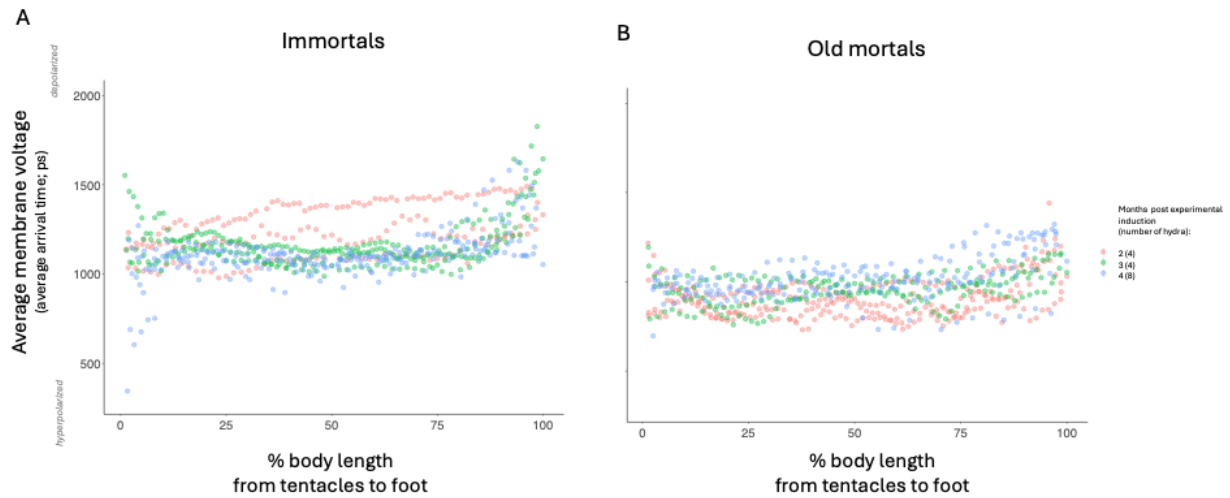 A
Immortals
depolarized
Average membrane voltage
(average arrival time; ps)
hyperpolarized
2000
1500
1000
500
0 25 50 75 100
% body length
from tentacles to foot
B
Old mortals
0 25 50 75 100
% body length
from tentacles to foot
Months post experimental
induction
(number of hydra):
2 (4)
3 (4)
4 (8)